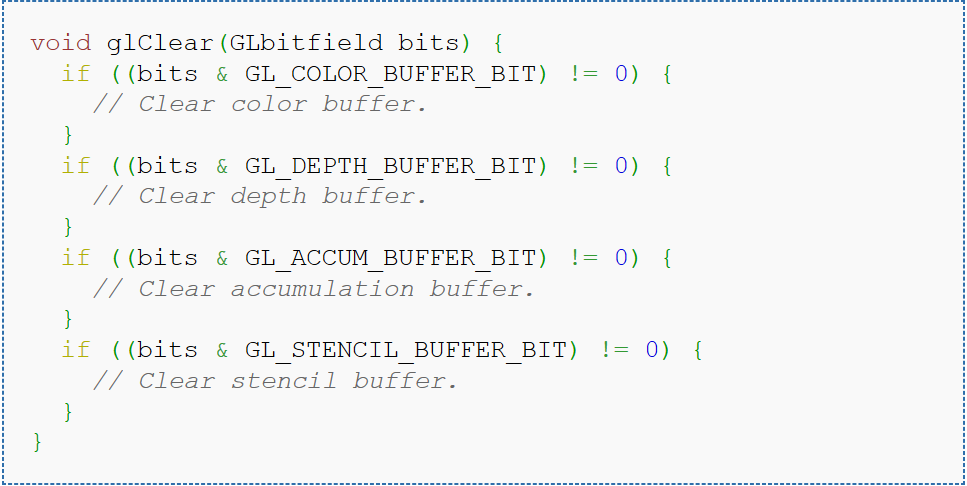 void glClear(GLbitfield bits) {
  if ((bits & GL_COLOR_BUFFER_BIT) != 0) {
    // Clear color buffer.
  }
  if ((bits & GL_DEPTH_BUFFER_BIT) != 0) {
    // Clear depth buffer.
  }
  if ((bits & GL_ACCUM_BUFFER_BIT) != 0) {
    // Clear accumulation buffer.
  }
  if ((bits & GL_STENCIL_BUFFER_BIT) != 0) {
    // Clear stencil buffer.
  }
}